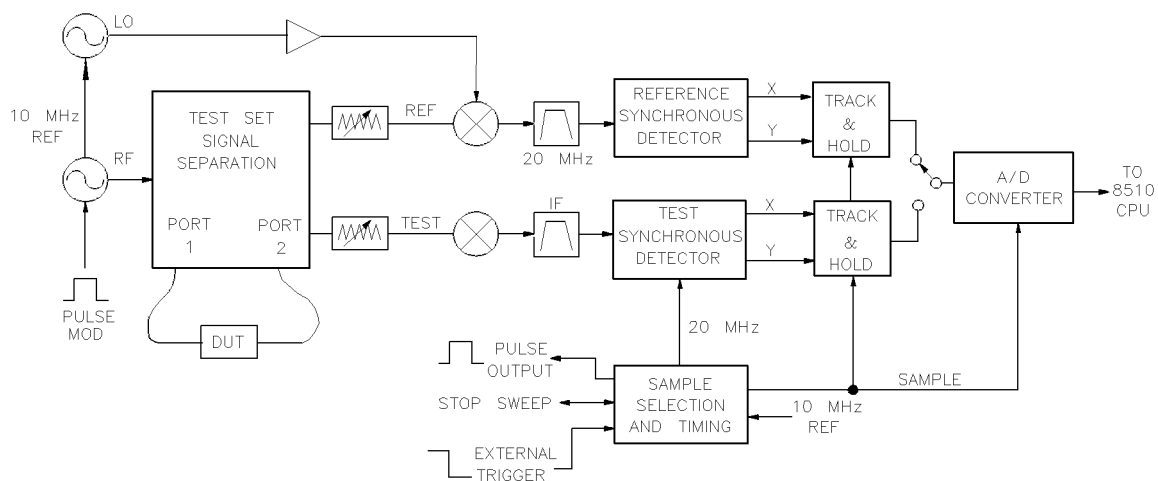 LO
10 MHz
REF
RF
PULSE
MOD
TEST SET
SIGNAL
SEPARATION
PORT
1
PORT
2
DUT
REF
TEST
20 MHz
IF
REFERENCE
SYNCHRONOUS
DETECTOR
X
Y
TRACK
&
HOLD
TEST
SYNCHRONOUS
DETECTOR
X
Y
TRACK
&
HOLD
A/D
CONVERTER
TO
8510
CPU
20 MHz
PULSE
OUTPUT
STOP SWEEP
EXTERNAL
TRIGGER
SAMPLE
SELECTION
AND TIMING
SAMPLE
10 MHz
REF